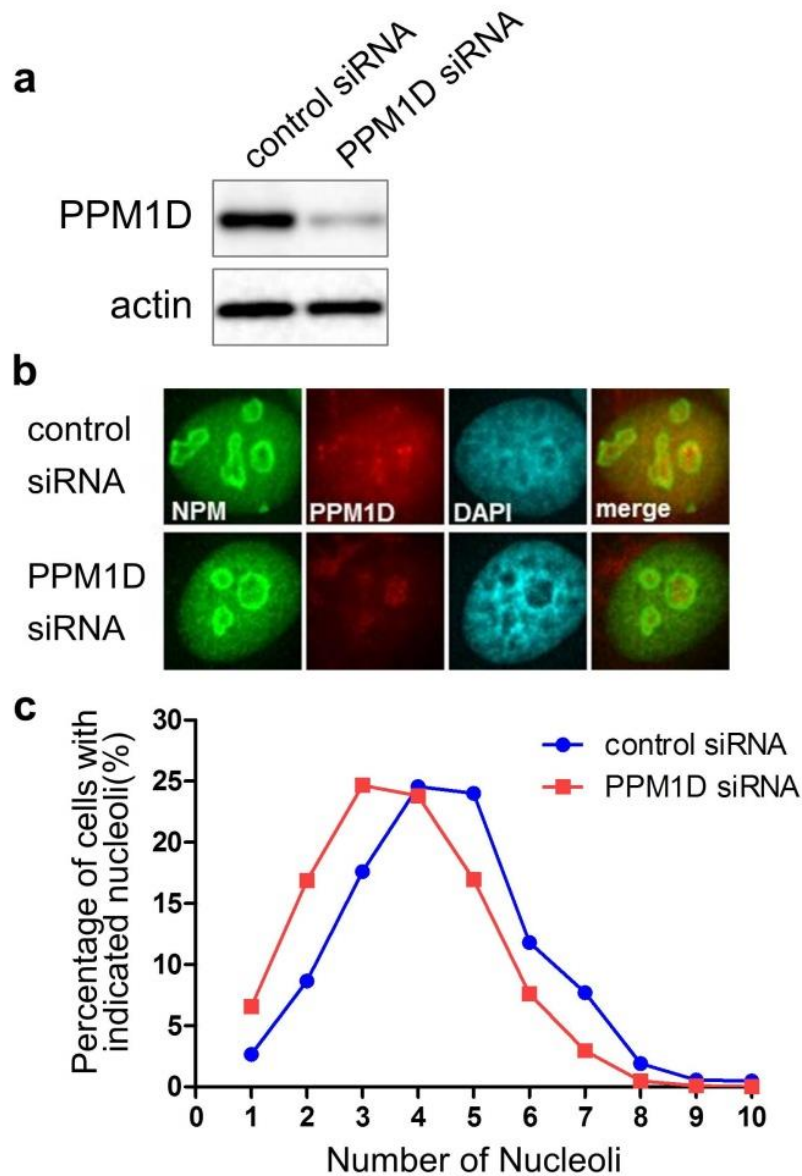 a
control siRNA
PPM1D siRNA
PPM1D
actin
b
control
siRNA
NPM
PPM1D
DAPI
merge
PPM1D
siRNA
c
Percentage of cells with
indicated nucleoli(%)
30
25
20
15
10
5
0
control siRNA
PPM1D siRNA
0 1 2 3 4 5 6 7 8 9 10
Number of Nucleoli